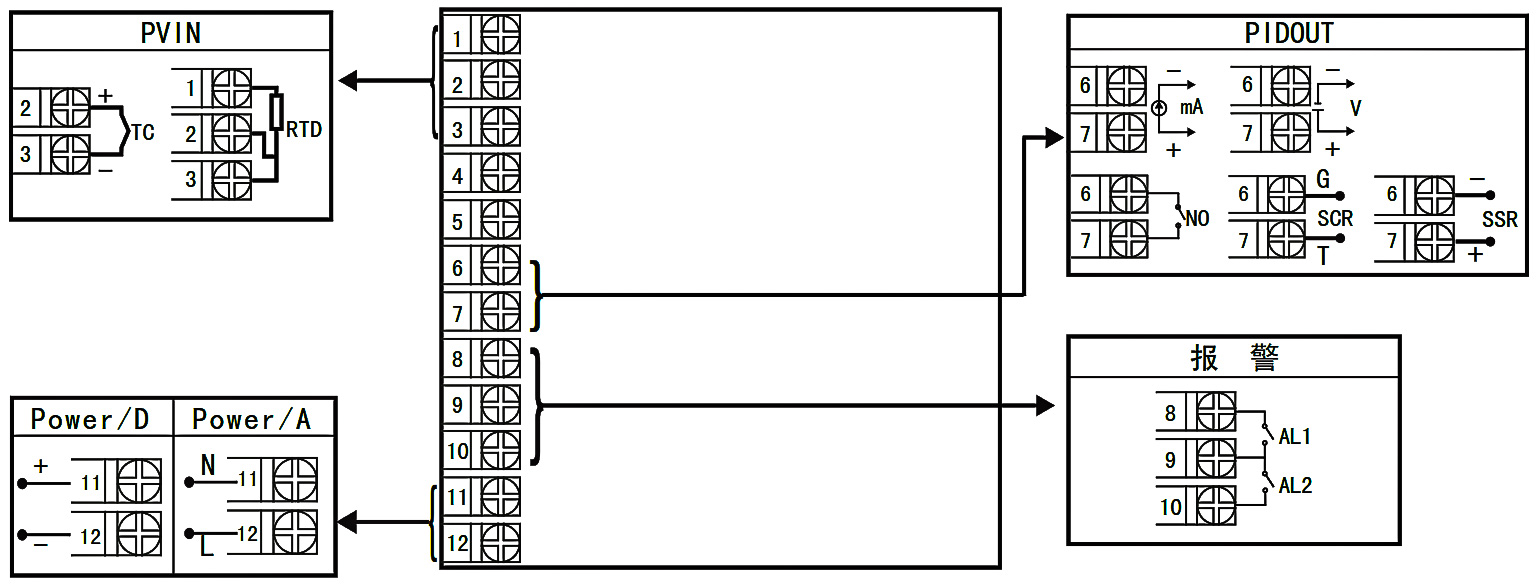 PVIN
2 + TC
3 -
1
2 RTD
3
Power/D Power/A
+ 11 N 11
- 12 L 12
1
2
3
4
5
6
7
8
9
10
11
12
PIDOUT
6 - mA
7 +
6 - V
7 +
6 NO
7
6 G SCR
7 T
6 - SSR
7 +
报 警
8 AL1
9
10 AL2